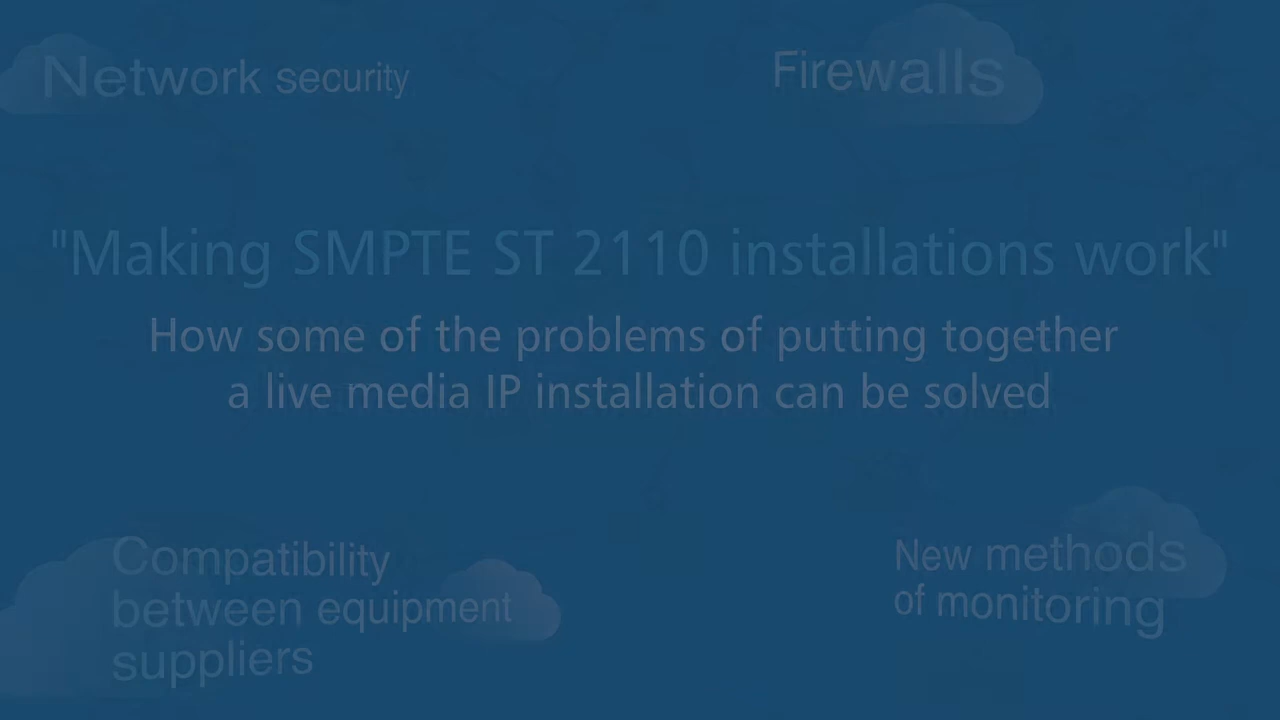 Network security
Firewalls
"Making SMPTE ST 2110 installations work"
How some of the problems of putting together
a live media IP installation can be solved
Compatibility
between equipment
suppliers
New methods
of monitoring